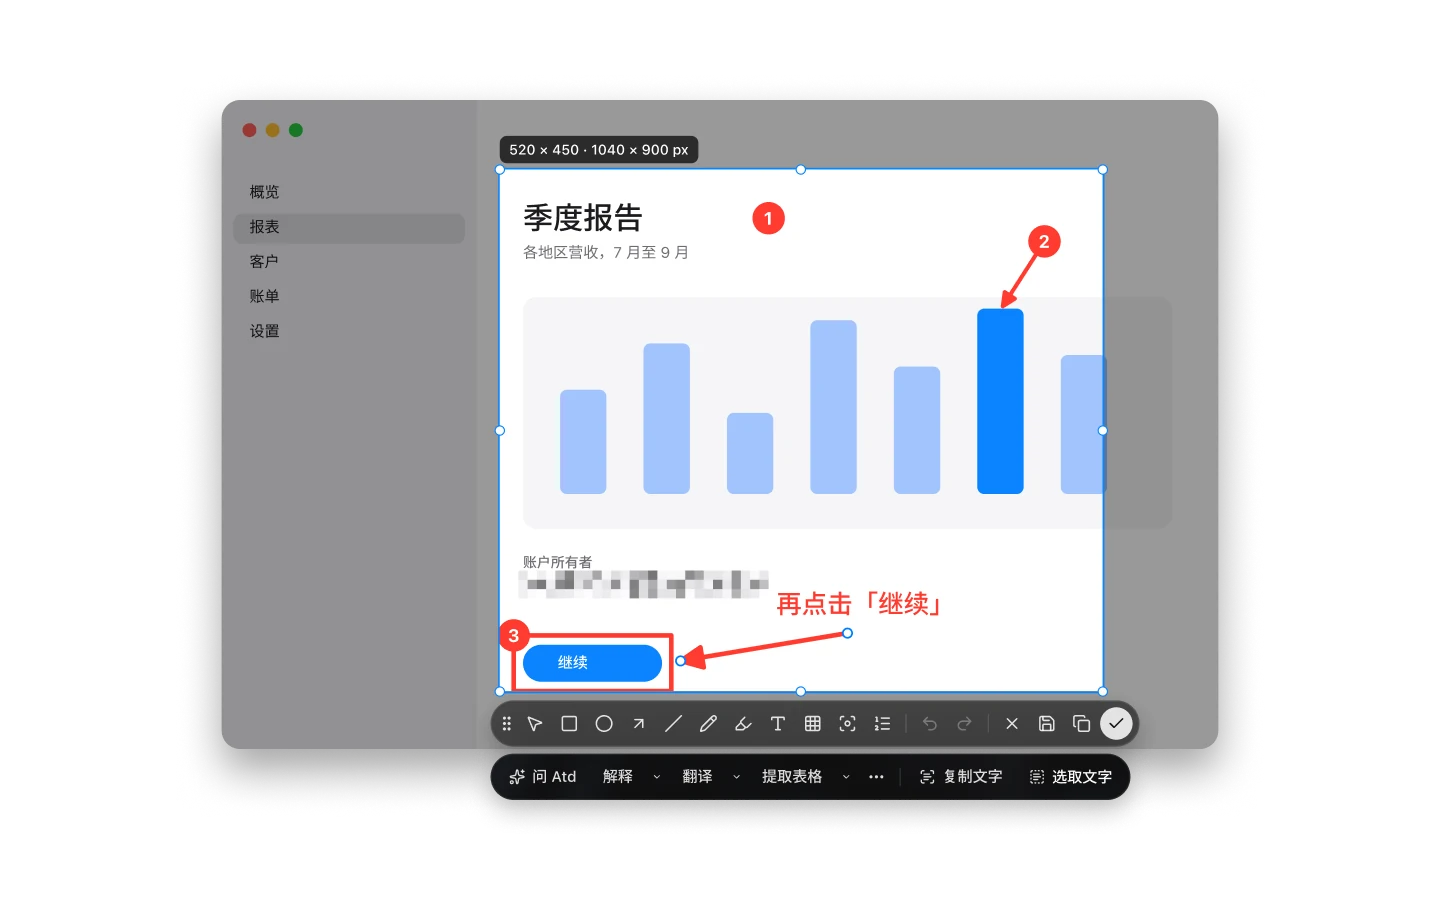 520 × 450 · 1040 × 900 px
概览
报表
客户
账单
设置
季度报告
1
各地区营收，7 月至 9 月
2
账户所有者
再点击「继续」
3
继续
T
问 Atd
解释
翻译
提取表格
复制文字
选取文字